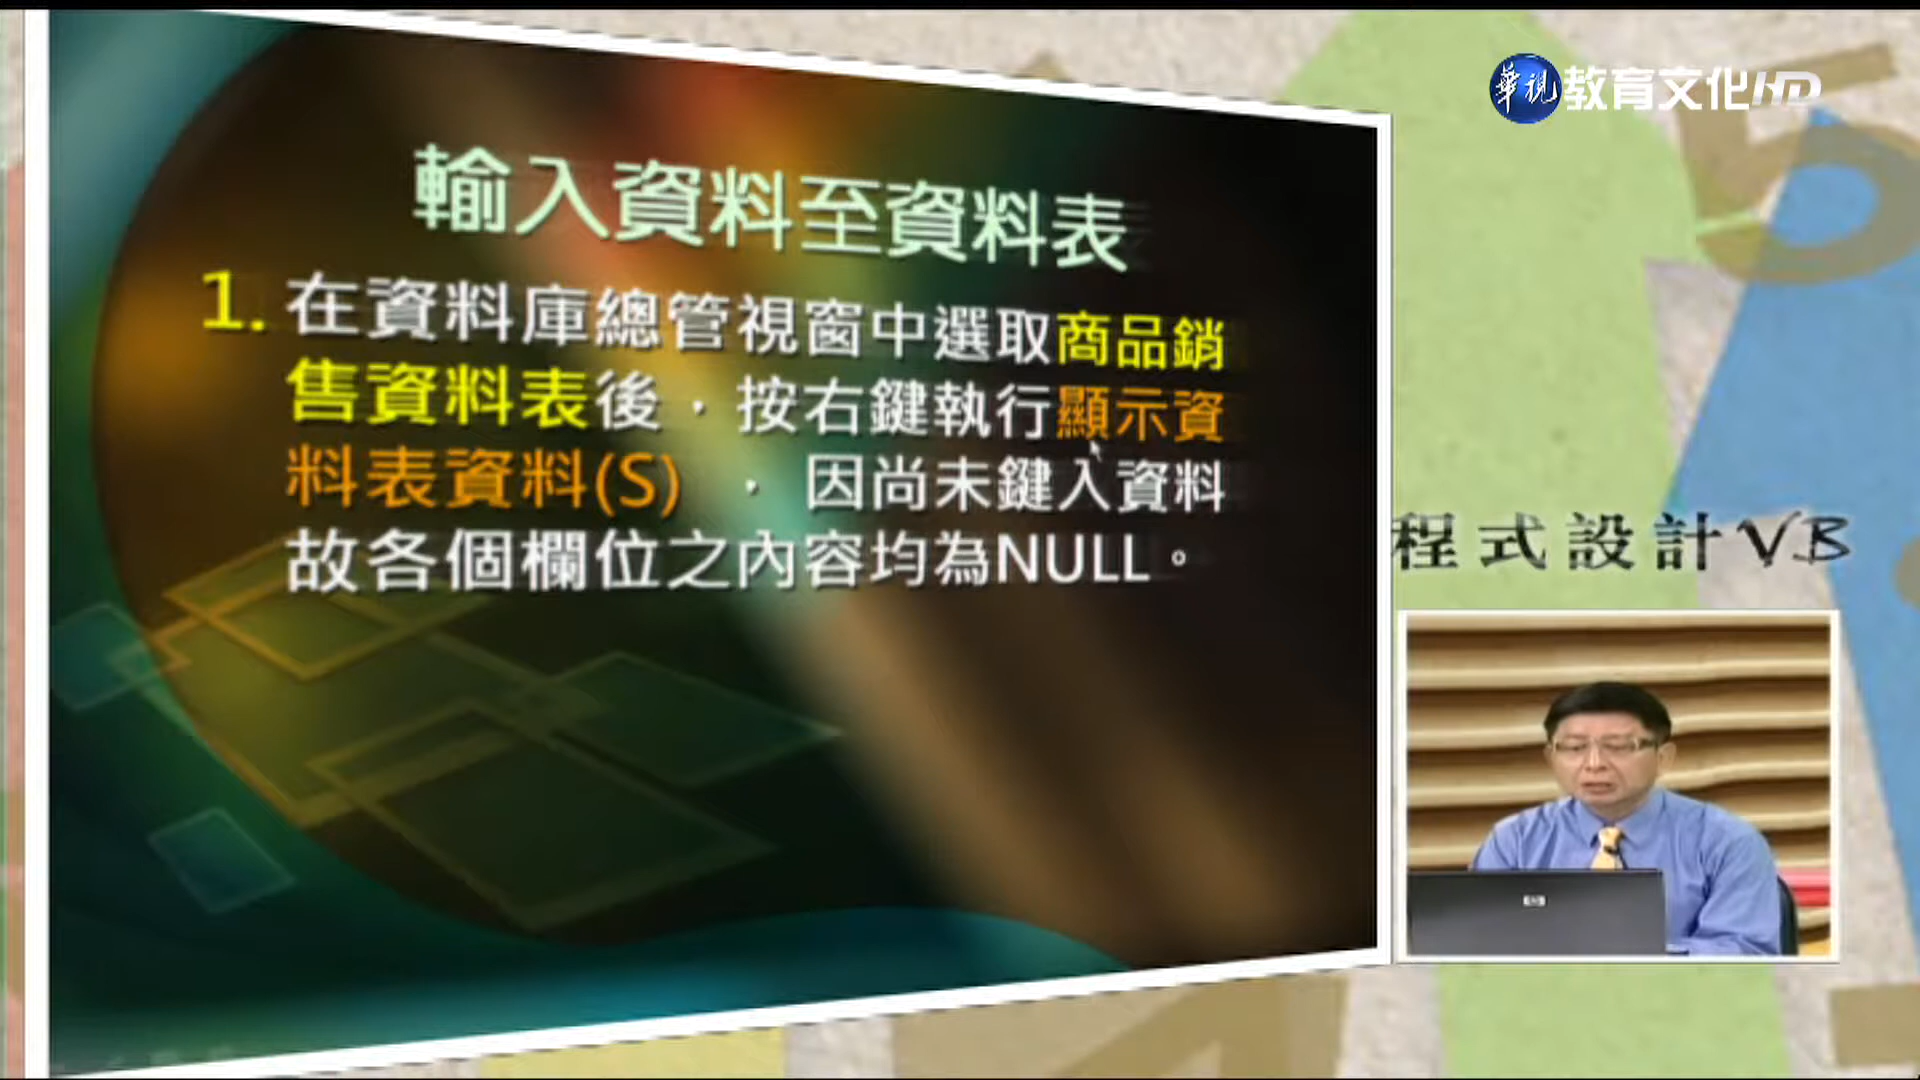 華視 教育文化HD
輸入資料至資料表
1. 在資料庫總管視窗中選取商品銷
售資料表後，按右鍵執行顯示資
料表資料(S) ，因尚未鍵入資料
故各個欄位之內容均為NULL。
程式設計VB